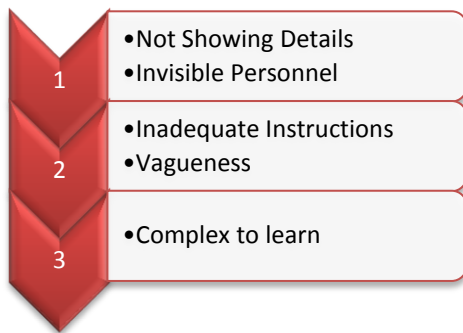 1
•Not Showing Details
•Invisible Personnel
2
•Inadequate Instructions
•Vagueness
3
•Complex to learn